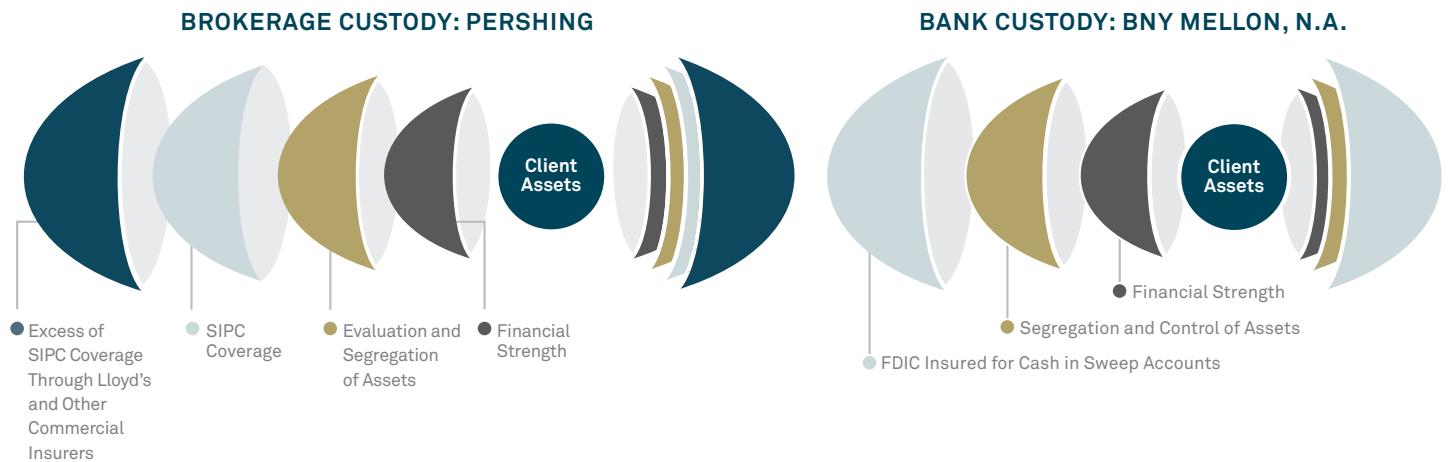 BROKERAGE CUSTODY: PERSHING
Client
Assets
Excess of
SIPC Coverage
Through Lloyd's
and Other
Commercial
Insurers
SIPC
Coverage
Evaluation and
Segregation
of Assets
Financial
Strength
BANK CUSTODY: BNY MELLON, N.A.
Client
Assets
Financial Strength
Segregation and Control of Assets
FDIC Insured for Cash in Sweep Accounts